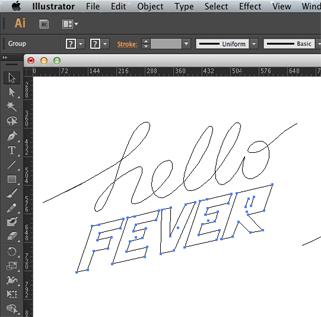 Illustrator File Edit Object Type Select Effect View
Ai
Group ? ? Stroke: Uniform Basic
0 72 144 216 288 360 432 504 576 648
hello
FEVER